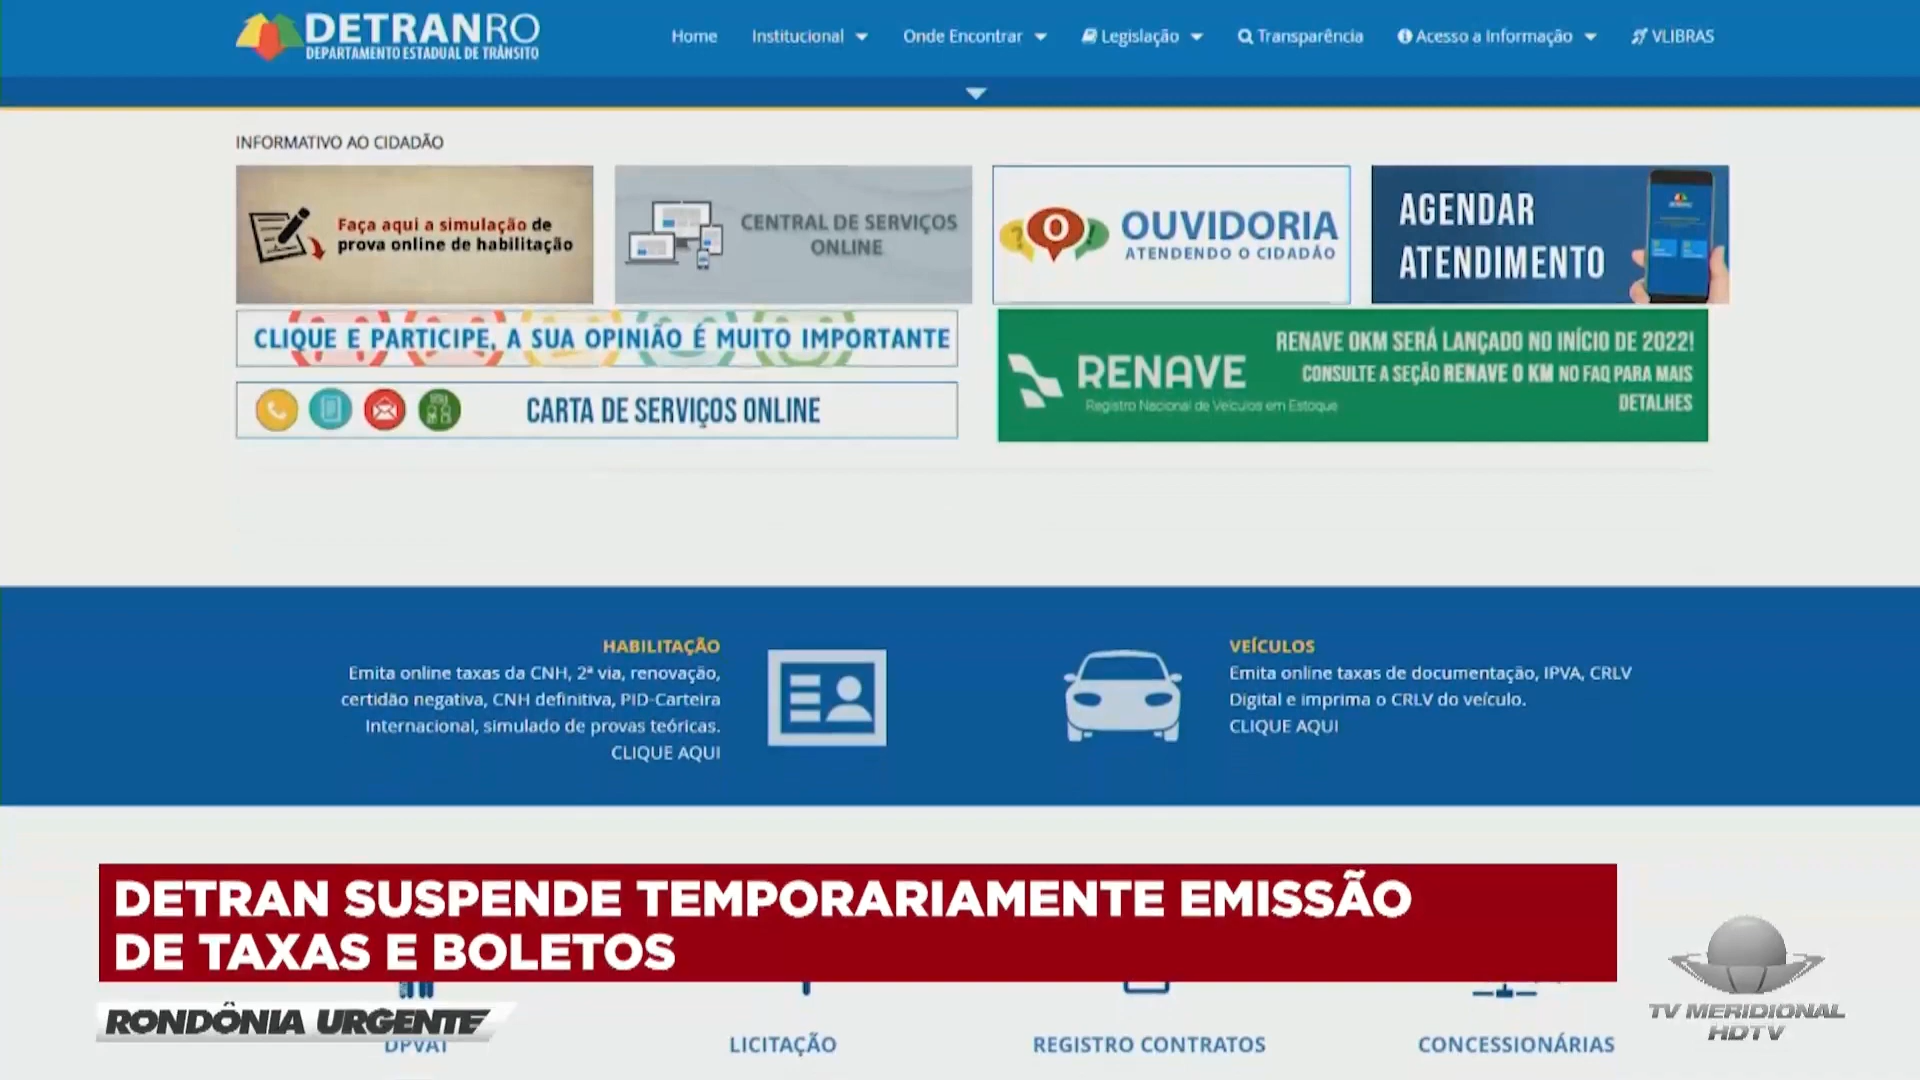 DETRANRO
DEPARTAMENTO ESTADUAL DE TRÂNSITO
Home
Institucional
Onde Encontrar
Legislação
Transparência
Acesso a Informação
VLIBRAS
INFORMATIVO AO CIDADÃO
Faça aqui a simulação de
prova online de habilitação
CENTRAL DE SERVIÇOS
ONLINE
? O !
OUVIDORIA
ATENDENDO O CIDADÃO
AGENDAR
ATENDIMENTO
CLIQUE E PARTICIPE, A SUA OPINIÃO É MUITO IMPORTANTE
CARTA DE SERVIÇOS ONLINE
RENAVE
Registro Nacional de Veículos em Estoque
RENAVE 0KM SERÁ LANÇADO NO INÍCIO DE 2022!
CONSULTE A SEÇÃO RENAVE 0 KM NO FAQ PARA MAIS
DETALHES
HABILITAÇÃO
Emita online taxas da CNH, 2ª via, renovação,
certidão negativa, CNH definitiva, PID-Carteira
Internacional, simulado de provas teóricas.
CLIQUE AQUI
VEÍCULOS
Emita online taxas de documentação, IPVA, CRLV
Digital e imprima o CRLV do veículo.
CLIQUE AQUI
DETRAN SUSPENDE TEMPORARIAMENTE EMISSÃO
DE TAXAS E BOLETOS
RONDÔNIA URGENTE
TV MERIDIONAL
HDTV
DPVAT
LICITAÇÃO
REGISTRO CONTRATOS
CONCESSIONÁRIAS